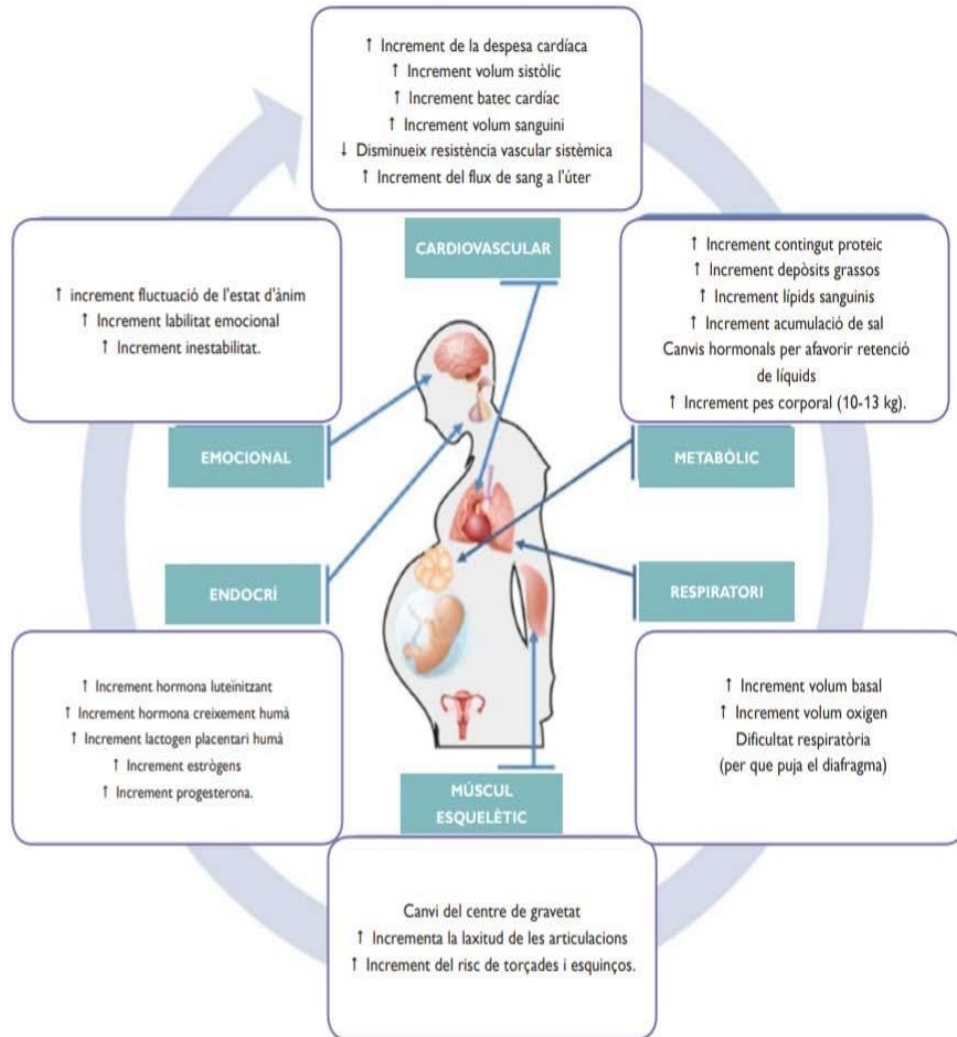 ↑ Increment de la despesa cardíaca
↑ Increment volum sistòlic
↑ Increment batec cardíac
↑ Increment volum sanguini
↓ Disminueix resistència vascular sistèmica
↑ Increment del flux de sang a l'úter
CARDIOVASCULAR
↑ increment fluctuació de l'estat d'ànim
↑ Increment labilitat emocional
↑ Increment inestabilitat.
EMOCIONAL
↑ Increment contingut proteic
↑ Increment depòsits grassos
↑ Increment lípids sanguinis
↑ Increment acumulació de sal
Canvis hormonals per afavorir retenció
de líquids
↑ Increment pes corporal (10-13 kg).
METABÒLIC
ENDOCRÍ
↑ Increment hormona luteïnitzant
↑ Increment hormona creixement humà
↑ Increment lactogen placentari humà
↑ Increment estrògens
↑ Increment progesterona.
RESPIRATORI
↑ Increment volum basal
↑ Increment volum oxigen
Dificultat respiratòria
(per que puja el diafragma)
MÚSCUL
ESQUELÈTIC
Canvi del centre de gravetat
↑ Incrementa la laxitud de les articulacions
↑ Increment del risc de torçades i esquinços.